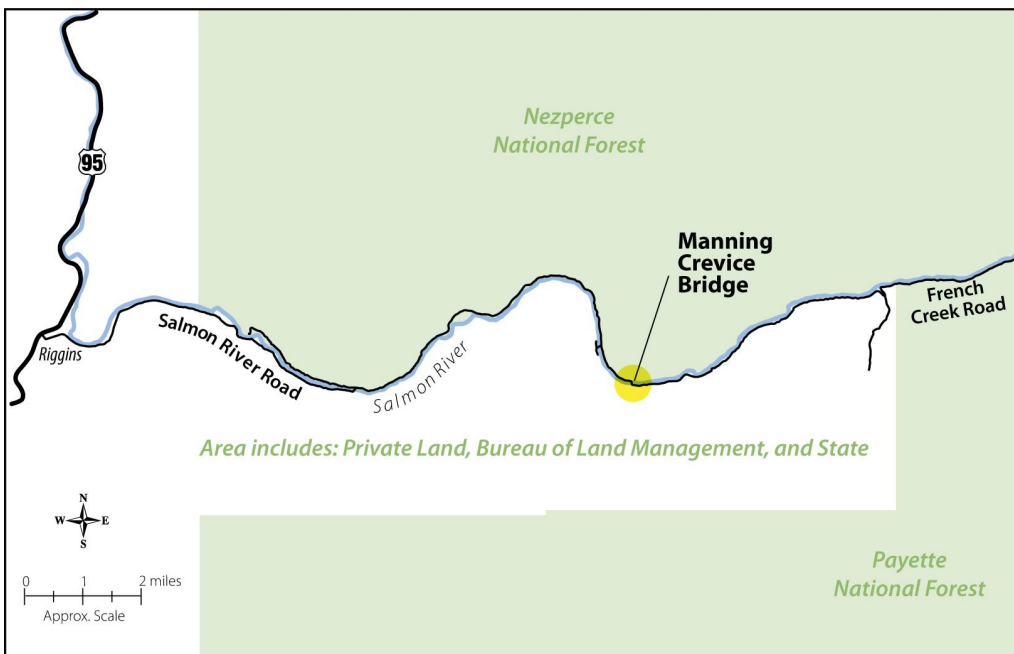 Nezperce
National Forest
95
Manning
Crevice
Bridge
French
Creek Road
Salmon River Road
Riggins
Salmon River
Area includes: Private Land, Bureau of Land Management, and State
N
W E
S
0 1 2 miles
Approx. Scale
Payette
National Forest